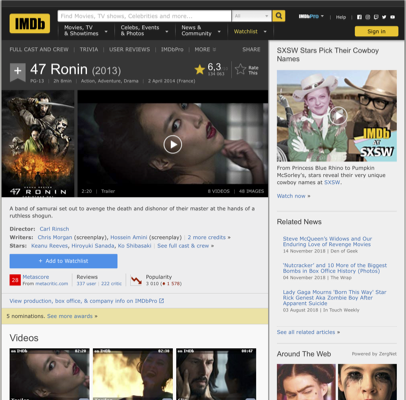 IMDb
Find Movies, TV shows, Celebrities and more...
All
IMDbPro
Help
Movies, TV
& Showtimes
Celebs, Events
& Photos
News &
Community
Watchlist
Sign in
FULL CAST AND CREW | TRIVIA | USER REVIEWS | IMDbPro | MORE
SHARE
47 Ronin (2013)
PG-13 | 2h 8min | Action, Adventure, Drama | 2 April 2014 (France)
6,3
Rate
This
47 RONIN
2:20 | Trailer
8 VIDEOS | 48 IMAGES
A band of samurai set out to avenge the death and dishonor of their master at the hands of a
ruthless shogun.
Director: Carl Rinsch
Writers: Chris Morgan (screenplay), Hossein Amini (screenplay) | 2 more credits »
Stars: Keanu Reeves, Hiroyuki Sanada, Ko Shibasaki | See full cast & crew »
+ Add to Watchlist
28
Metascore
From metacritic.com
Reviews
337 user | 222 critic
Popularity
3 010 (1 578)
View production, box office, & company info on IMDbPro
5 nominations. See more awards »
Videos
02:20
02:30
00:47
SXSW Stars Pick Their Cowboy
Names
IMDb
AT
SXSW
From Princess Blue Rhino to Pumpkin
McSorley's, stars reveal their very
unique cowboy names at SXSW.
Watch now »
Related News
Steve McQueen's Widows and Our
Enduring Love of Revenge Movies
14 November 2018 | Den of Geek
'Nutcracker' and 10 More of the Biggest
Bombs in Box Office History (Photos)
04 November 2018 | The Wrap
Lady Gaga Mourns 'Born This Way' Star
Rick Genest Aka Zombie Boy After
Apparent Suicide
03 August 2018 | In Touch Weekly
See all related articles »
Around The Web
Powered by ZergNet